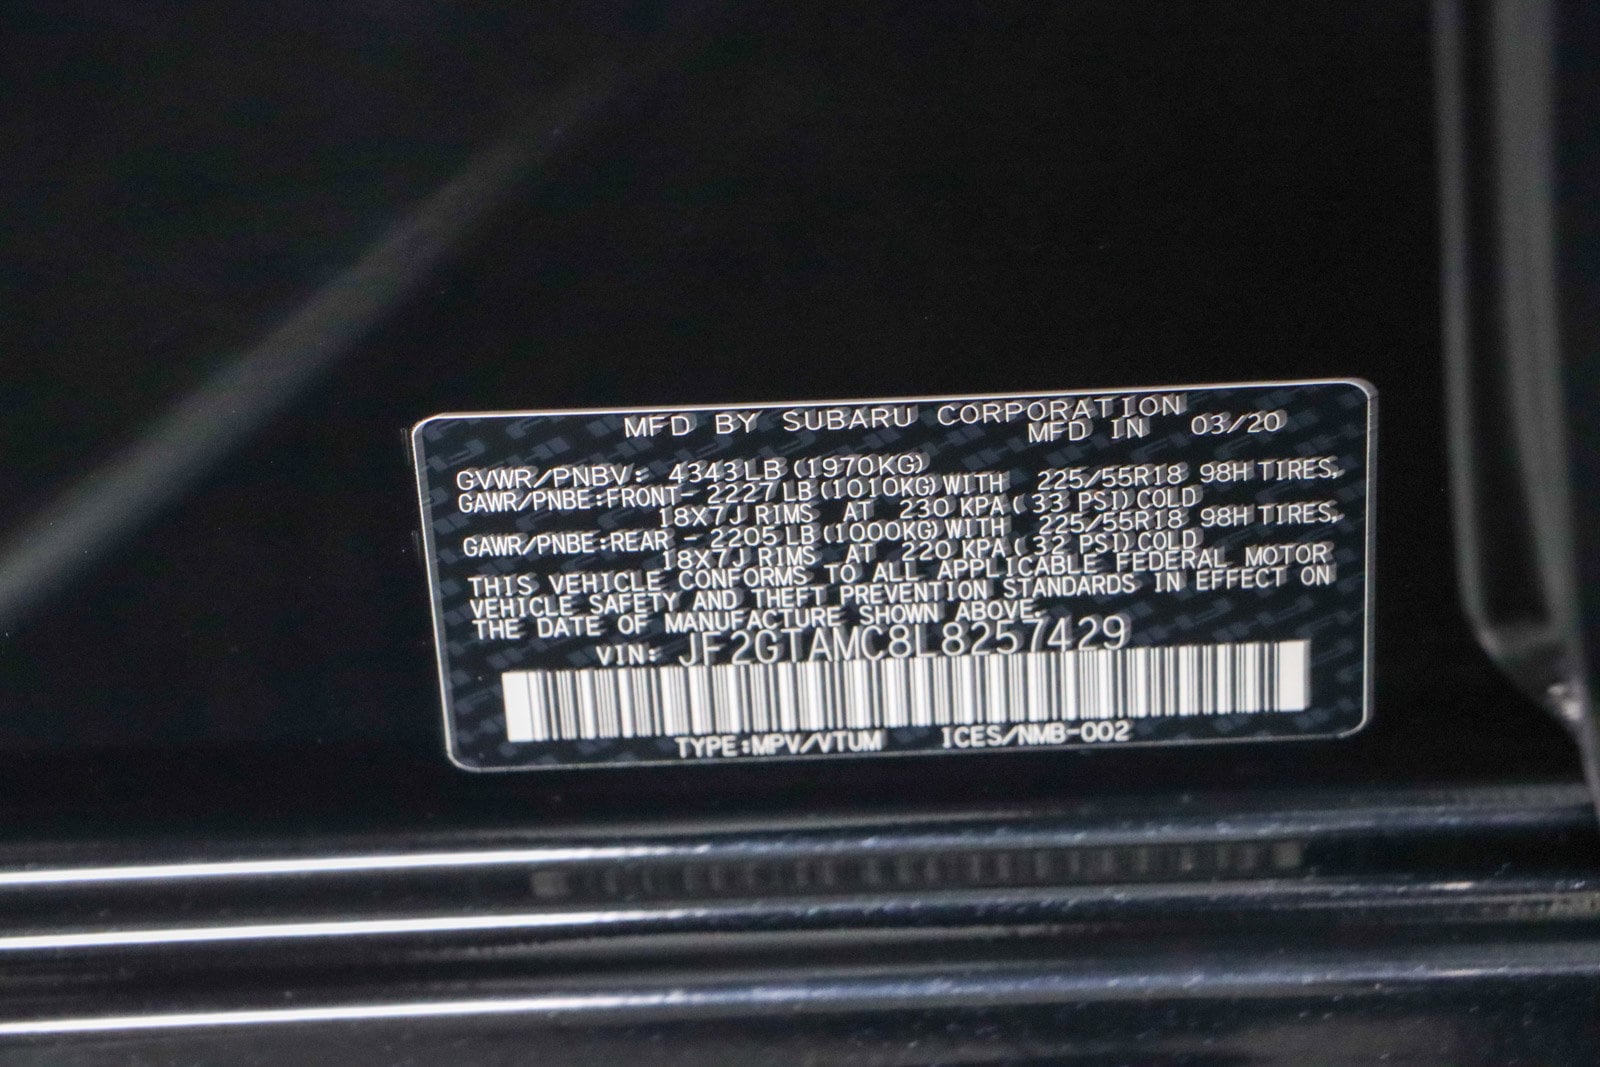 MFD BY SUBARU CORPORATION
MFD IN 03/20
GVWR/PNBV: 4343LB(1970KG)
GAWR/PNBE:FRONT- 2227LB(1010KG)WITH 225/55R18 98H TIRES,
18X7J RIMS AT 230 KPA( 33 PSI)COLD
GAWR/PNBE:REAR - 2205LB(1000KG)WITH 225/55R18 98H TIRES,
18X7J RIMS AT 220 KPA( 32 PSI)COLD
THIS VEHICLE CONFORMS TO ALL APPLICABLE FEDERAL MOTOR
VEHICLE SAFETY AND THEFT PREVENTION STANDARDS IN EFFECT ON
THE DATE OF MANUFACTURE SHOWN ABOVE.
VIN: JF2GTAMC8L8257429
TYPE:MPV/VTUM ICES/NMB-002